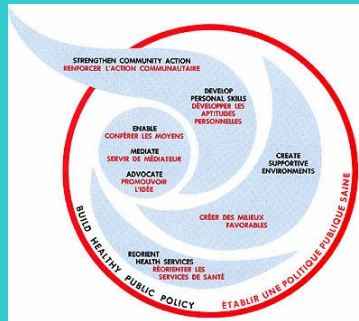 STRENGTHEN COMMUNITY ACTION
RENFORCER L'ACTION COMMUNAUTAIRE
DEVELOP
PERSONAL SKILLS
DÉVELOPPER LES
APTITUDES
PERSONNELLES
ENABLE
CONFÉRER LES MOYENS
MEDIATE
SERVIR DE MÉDIATEUR
ADVOCATE
PROMOUVOIR
L'IDÉE
CREATE
SUPPORTIVE
ENVIRONMENTS
CRÉER DES MILIEUX
FAVORABLES
REORIENT
HEALTH SERVICES
RÉORIENTER LES
SERVICES DE SANTÉ
BUILD HEALTHY PUBLIC POLICY
ÉTABLIR UNE POLITIQUE PUBLIQUE SAINE